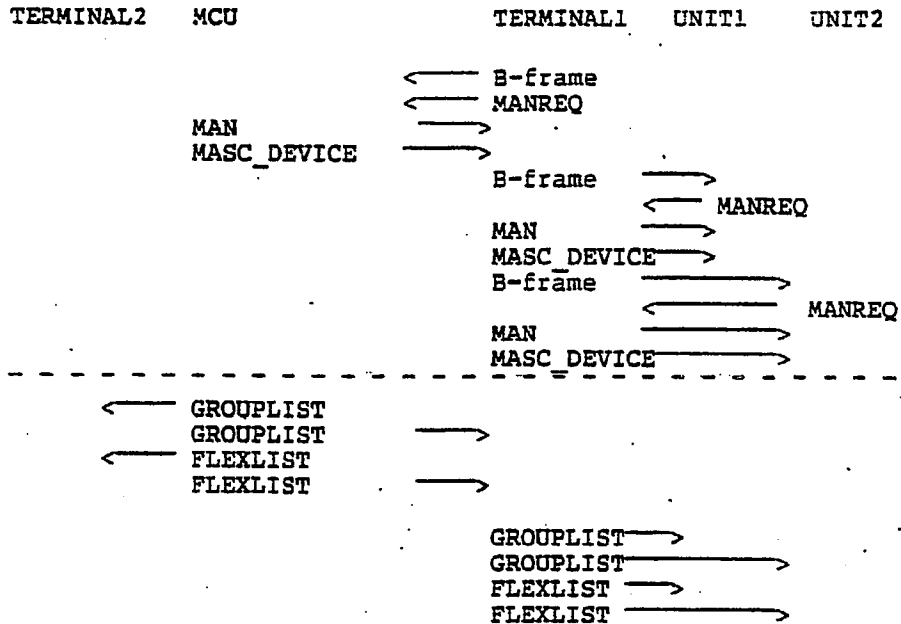 TERMINAL2 MCU TERMINAL1 UNIT1 UNIT2
B-frame
MANREQ
MAN
MASC_DEVICE
B-frame
MANREQ
MAN
MASC_DEVICE
B-frame
MANREQ
MAN
MASC_DEVICE
GROUPLIST
GROUPLIST
FLEXLIST
FLEXLIST
GROUPLIST
GROUPLIST
FLEXLIST
FLEXLIST